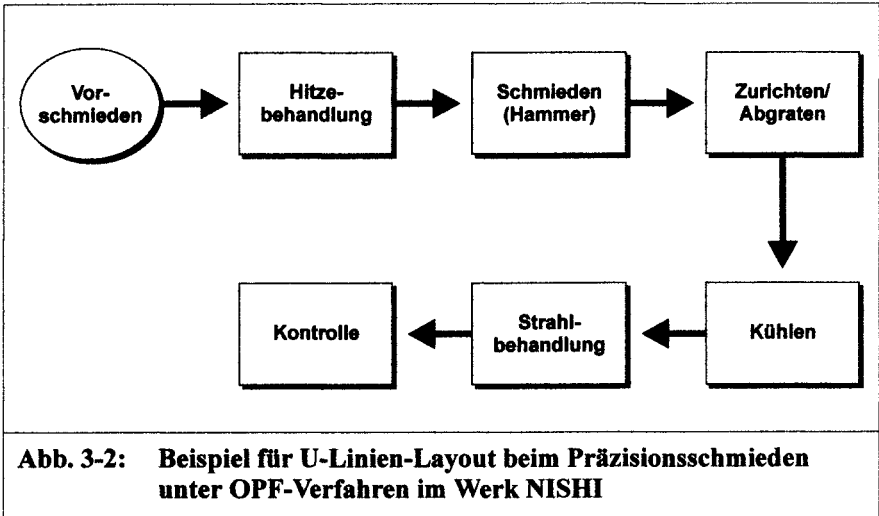 Vor-
schmieden
Hitze-
behandlung
Schmieden
(Hammer)
Zurichten/
Abgraten
Kühlen
Strahl-
behandlung
Kontrolle
Abb. 3-2: Beispiel für U-Linien-Layout beim Präzisionsschmieden
unter OPF-Verfahren im Werk NISHI